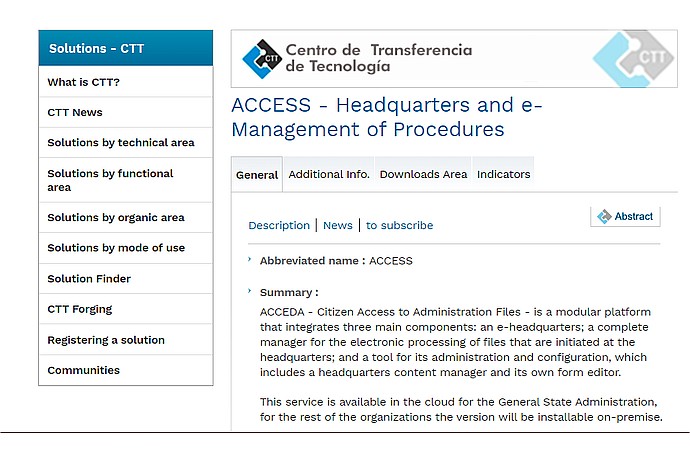 Solutions - CTT
What is CTT?
CTT News
Solutions by technical area
Solutions by functional
area
Solutions by organic area
Solutions by mode of use
Solution Finder
CTT Forging
Registering a solution
Communities
CTT
Centro de Transferencia
de Tecnología
CTT
ACCESS - Headquarters and e-
Management of Procedures
General
Additional Info.
Downloads Area
Indicators
Description | News | to subscribe
Abstract
Abbreviated name : ACCESS
Summary :
ACCEDA - Citizen Access to Administration Files - is a modular platform
that integrates three main components: an e-headquarters; a complete
manager for the electronic processing of files that are initiated at the
headquarters; and a tool for its administration and configuration, which
includes a headquarters content manager and its own form editor.
This service is available in the cloud for the General State Administration,
for the rest of the organizations the version will be installable on-premise.